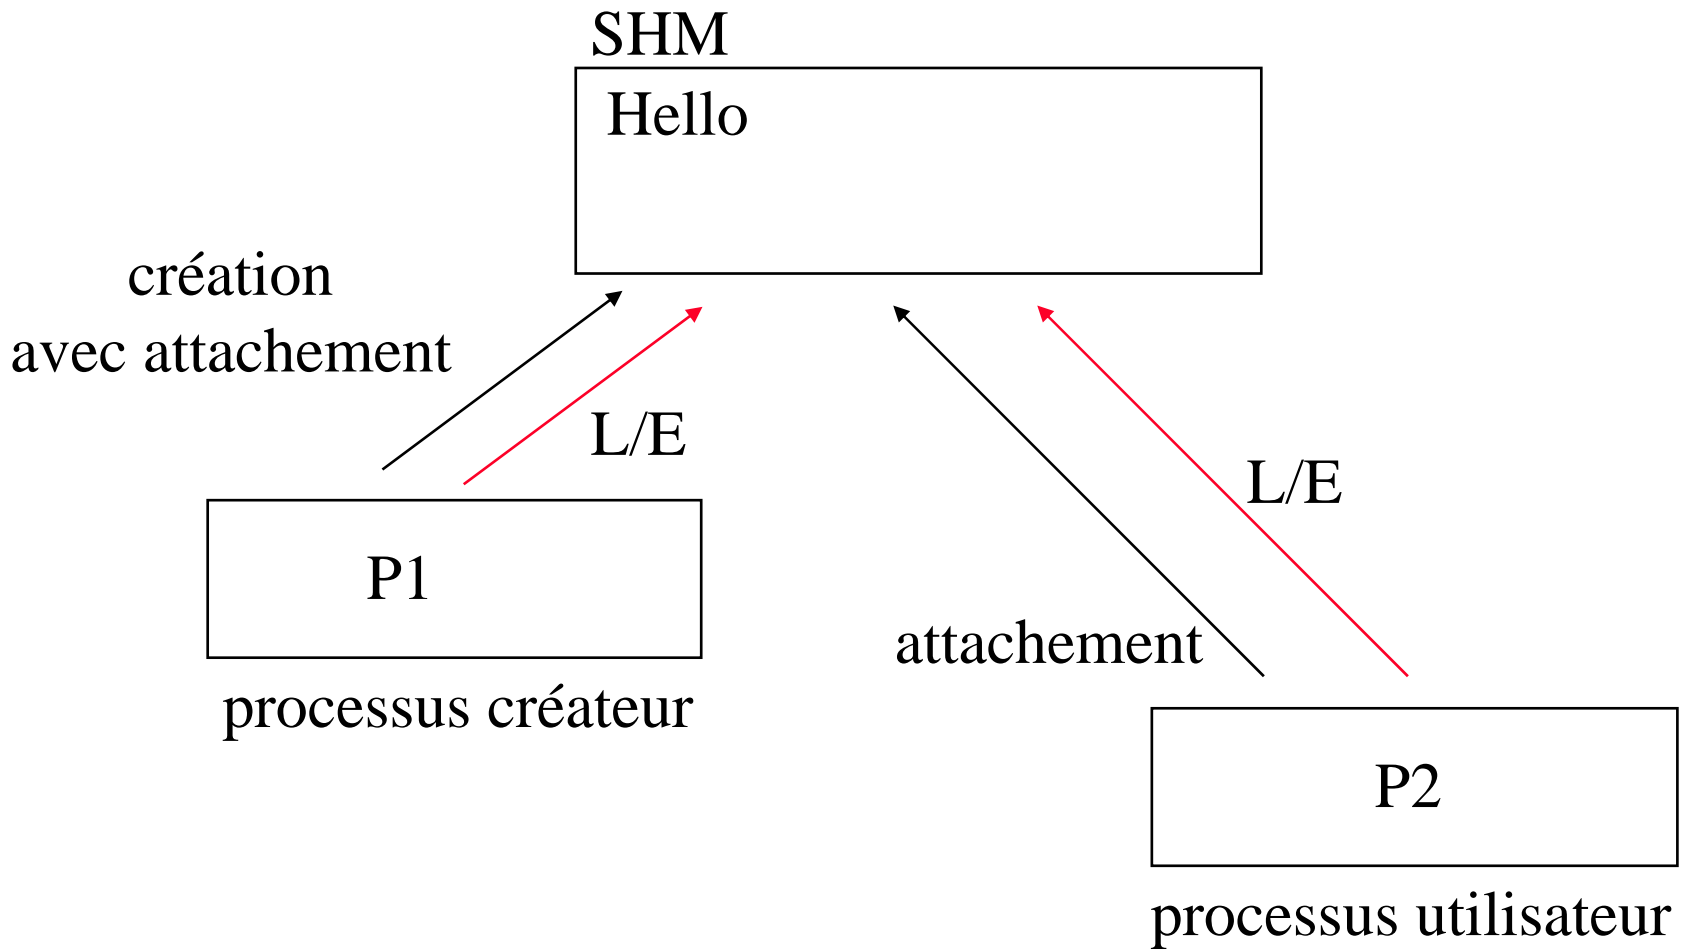 SHM
Hello
création
avec attachement
L/E
L/E
P1
attachement
processus créateur
P2
processus utilisateur